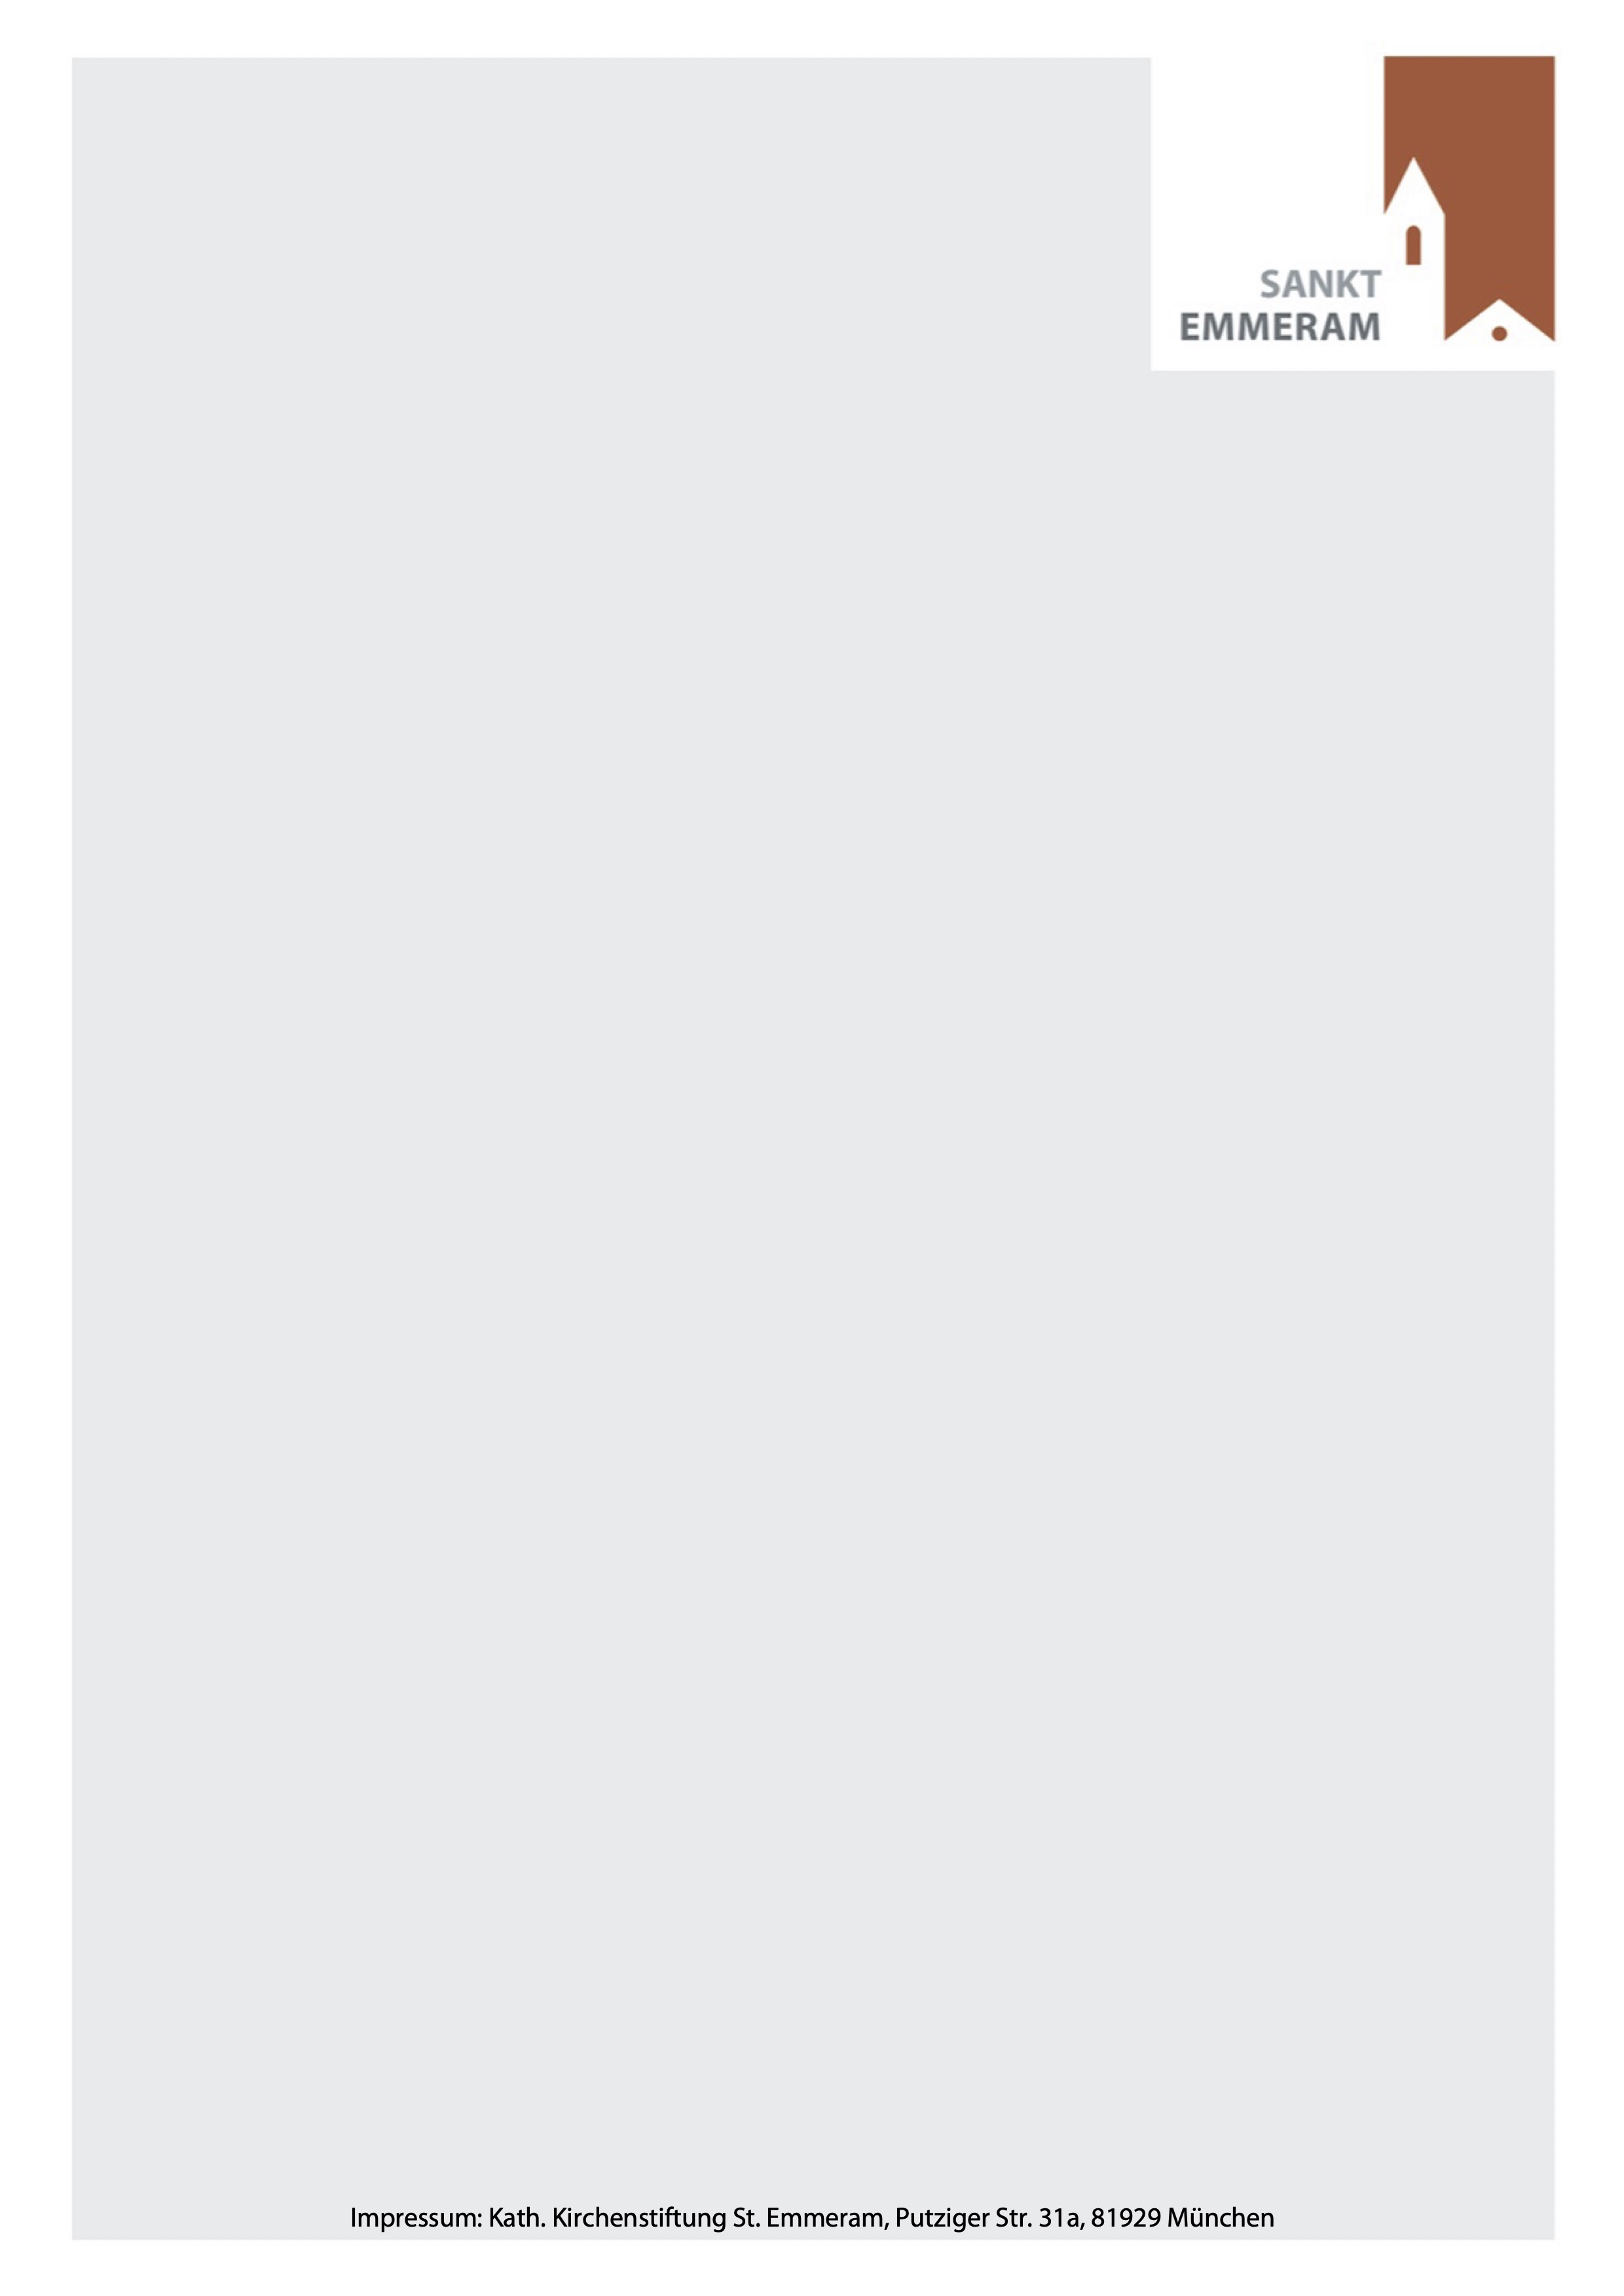 SANKT
EMMERAM
Impressum: Kath. Kirchenstiftung St. Emmeram, Putziger Str. 31a, 81929 München